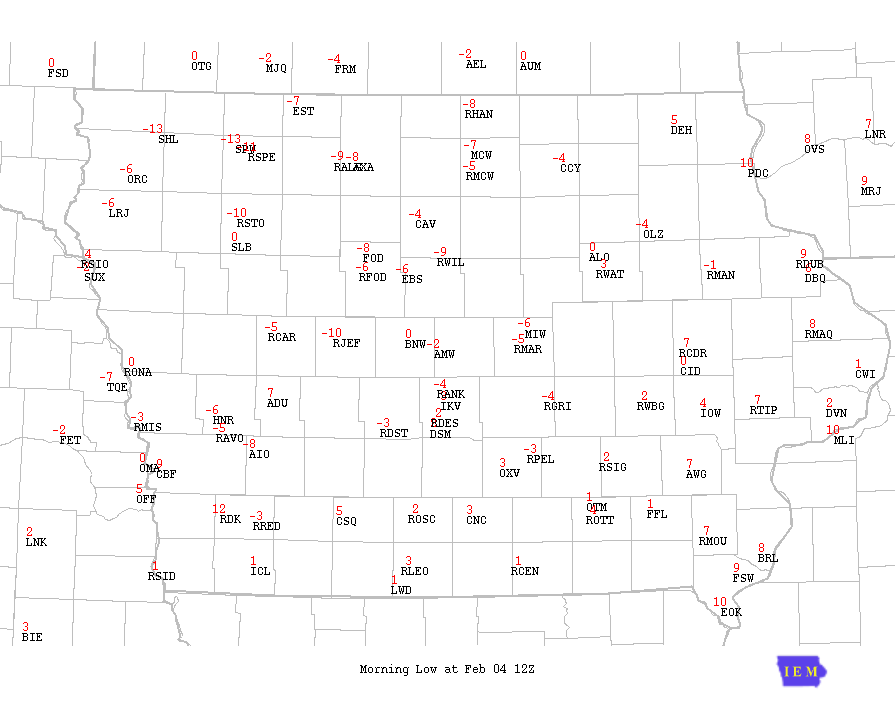 0 FSD
0 OTG
-2 MJQ
-4 FRM
-2 AEL
0 AUM
-7 EST
-8 RHAN
5 DEH
7 LNR
-13 SHL
-13
RSPE
-9
-8
-7 MCW
-5 RMCW
-4 CCY
10 PDC
8 OVS
-6 ORC
9 MRJ
-6 LRJ
-10 RSTO
0 SLB
-4 CAV
-4 OLZ
4 RSIO
SUX
-8 FOD
-6 RFOD
-6 EBS
-9 RWIL
0 ALO
3 RWAT
-1 RMAN
9 RDUB
DBQ
-5 RCAR
-10 RJEF
0 BNW
-2 AMW
-6 MIW
-5 RMAR
7 RCDR
0 CID
8 RMAQ
0 RONA
-7 TQE
1 CWI
-6 HNR
-5 RAVO
7 ADU
-4 RANK
IKV
-2 RDES
DSM
-4 RGRI
2 RWBG
4 IOW
7 RTIP
2 DVN
10 MLI
-3 RMIS
-2 FET
-3 RDST
-8 AIO
0 OMA
9 CBF
3 OXV
-3 RPEL
2 RSIG
7 AWG
5 OFF
12 RDK
-3 RRED
5 CSQ
2 ROSC
3 CNC
1 OTM
ROTT
1 FFL
2 LNK
7 RMOU
8 BRL
1 RSID
1 ICL
3 RLEO
1 LWD
1 RCEN
9 FSW
10 EOK
3 BIE
Morning Low at Feb 04 12Z
IEM